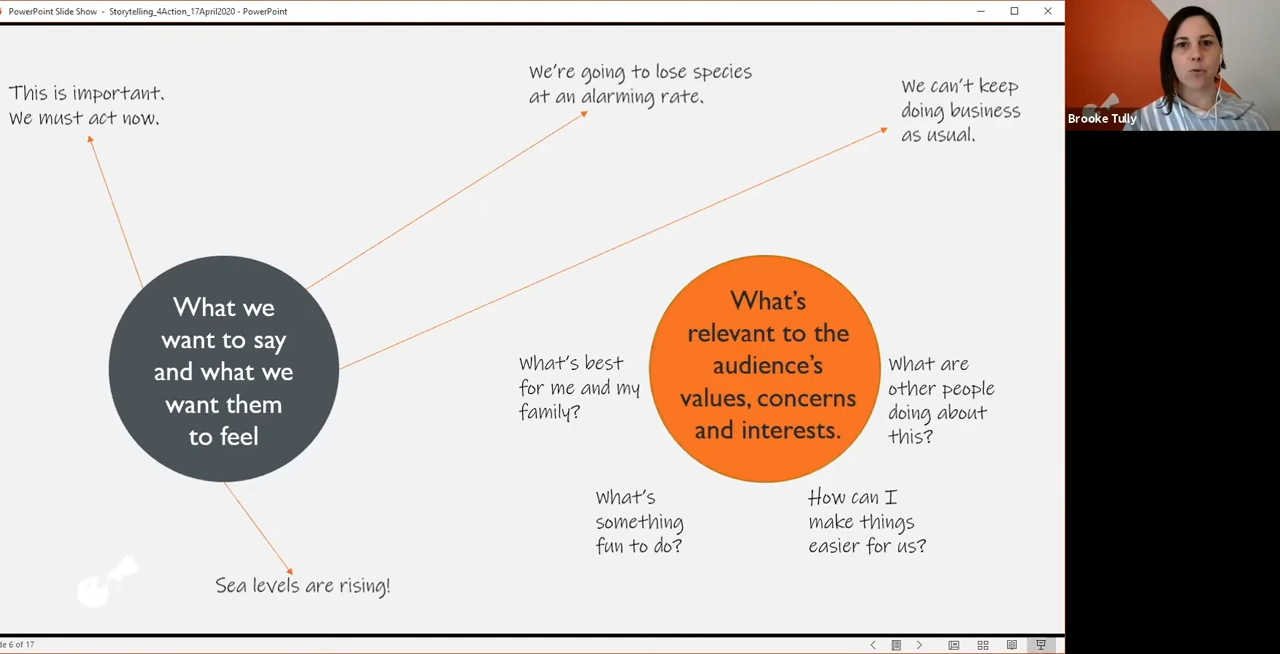 PowerPoint Slide Show - Storytelling_4Action_17April2020 - PowerPoint
This is important.
We must act now.
We're going to lose species
at an alarming rate.
We can't keep
doing business
as usual.
Brooke Tully
What we
want to say
and what we
want them
to feel
What's
relevant to the
audience's
values, concerns
and interests.
What's best
for me and my
family?
What are
other people
doing about
this?
What's
something
fun to do?
How can I
make things
easier for us?
Sea levels are rising!
de 6 of 17